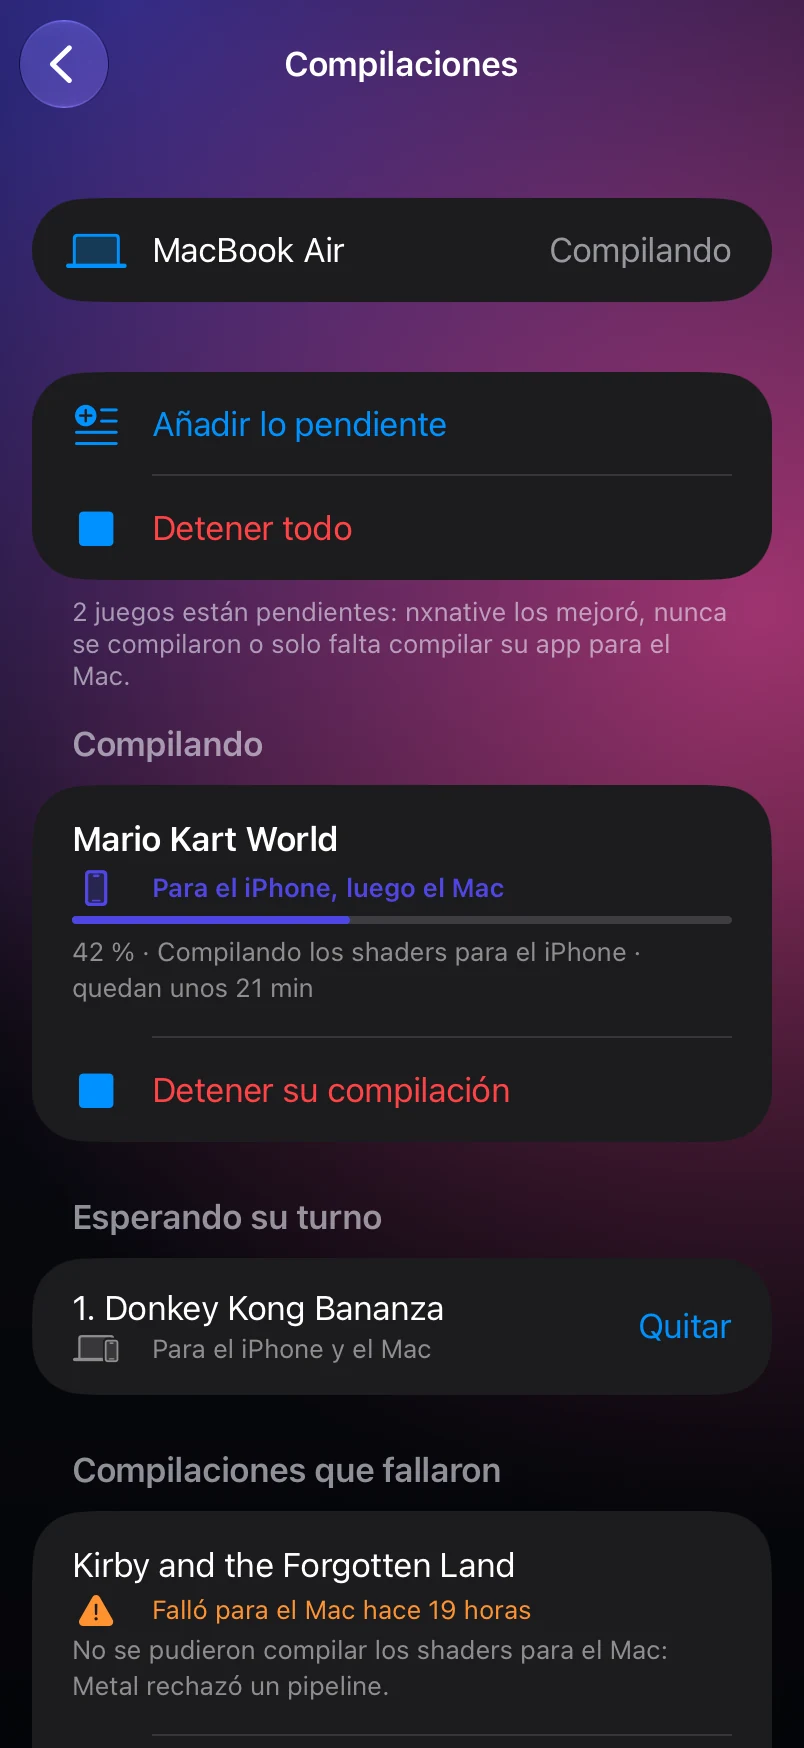 Compilaciones
MacBook Air
Compilando
Añadir lo pendiente
Detener todo
2 juegos están pendientes: nxnative los mejoró, nunca
se compilaron o solo falta compilar su app para el
Mac.
Compilando
Mario Kart World
Para el iPhone, luego el Mac
42 % · Compilando los shaders para el iPhone ·
quedan unos 21 min
Detener su compilación
Esperando su turno
1. Donkey Kong Bananza
Para el iPhone y el Mac
Quitar
Compilaciones que fallaron
Kirby and the Forgotten Land
Falló para el Mac hace 19 horas
No se pudieron compilar los shaders para el Mac:
Metal rechazó un pipeline.